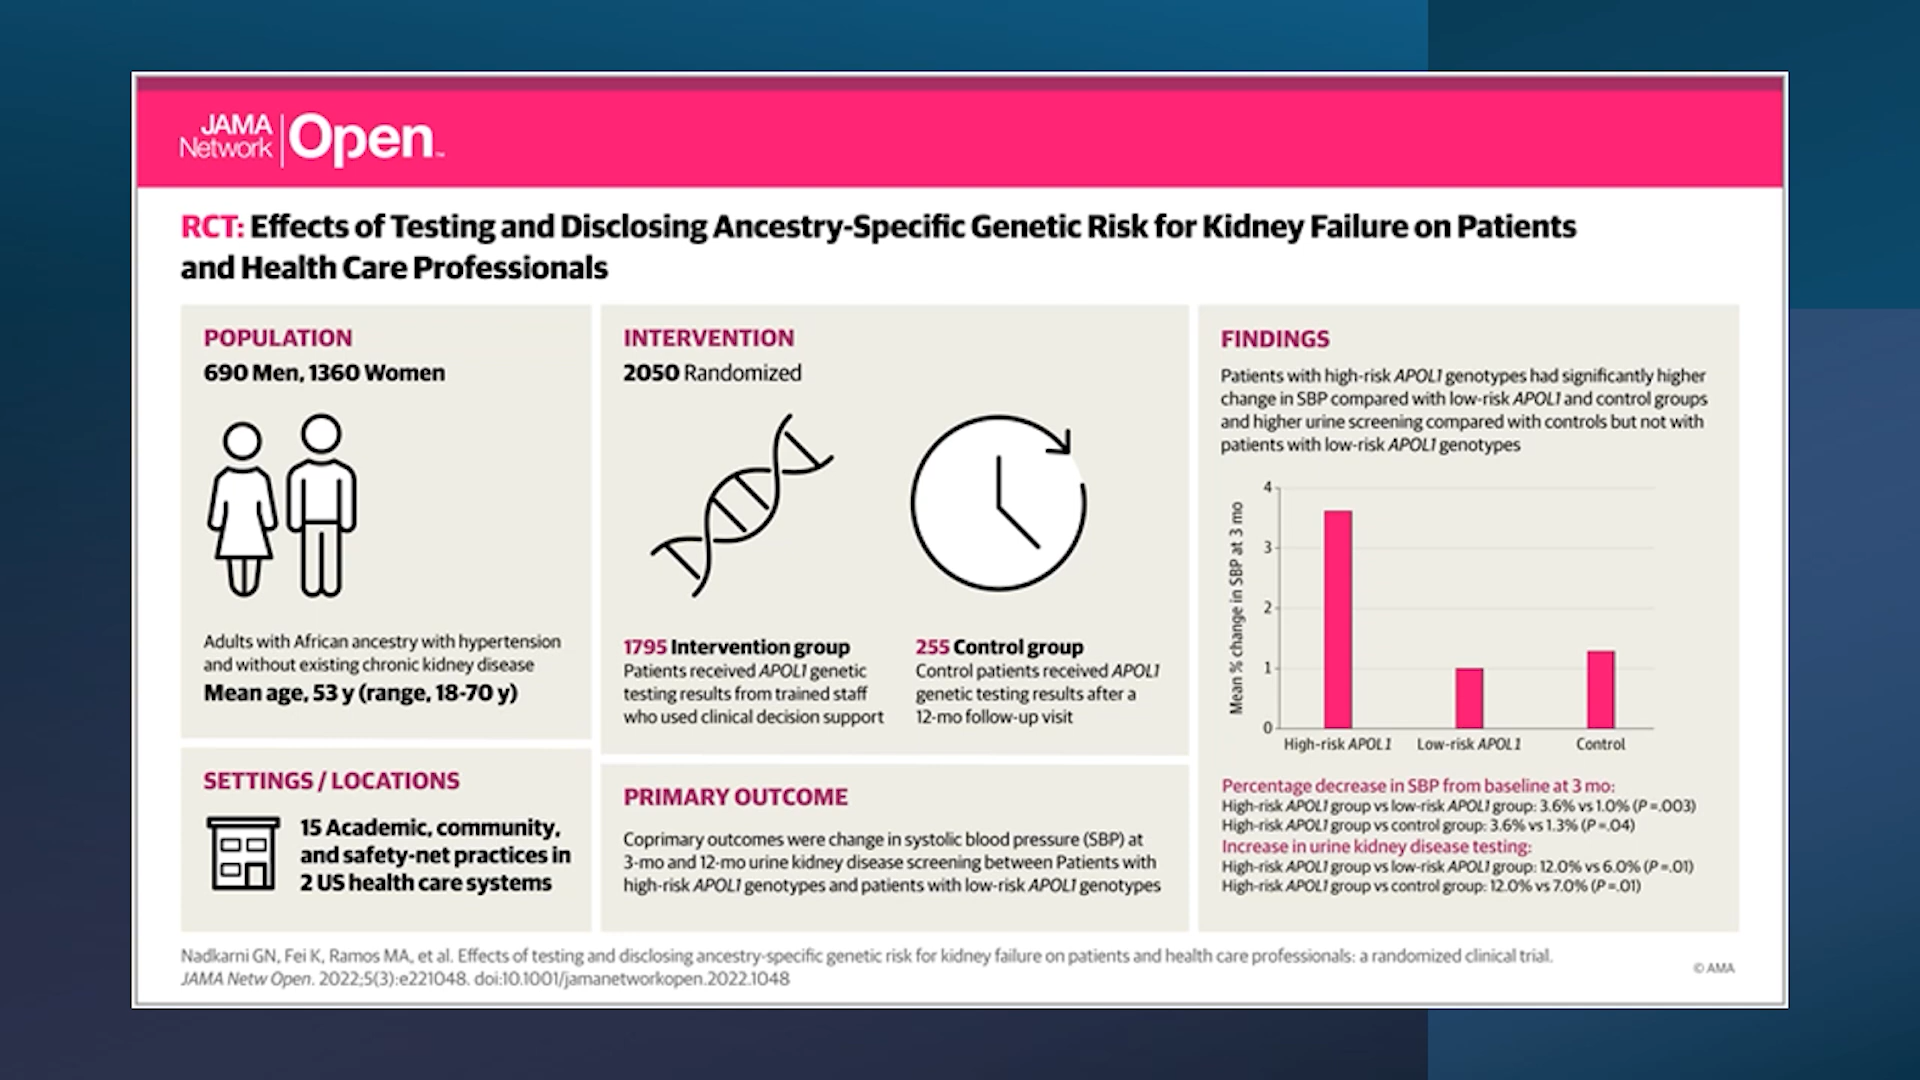 JAMA
Network
Open™
RCT: Effects of Testing and Disclosing Ancestry-Specific Genetic Risk for Kidney Failure on Patients
and Health Care Professionals
POPULATION
690 Men, 1360 Women
Adults with African ancestry with hypertension
and without existing chronic kidney disease
Mean age, 53 y (range, 18-70 y)
SETTINGS / LOCATIONS
15 Academic, community,
and safety-net practices in
2 US health care systems
INTERVENTION
2050 Randomized
1795 Intervention group
Patients received APOL1 genetic
testing results from trained staff
who used clinical decision support
255 Control group
Control patients received APOL1
genetic testing results after a
12-mo follow-up visit
PRIMARY OUTCOME
Coprimary outcomes were change in systolic blood pressure (SBP) at
3-mo and 12-mo urine kidney disease screening between Patients with
high-risk APOL1 genotypes and patients with low-risk APOL1 genotypes
FINDINGS
Patients with high-risk APOL1 genotypes had significantly higher
change in SBP compared with low-risk APOL1 and control groups
and higher urine screening compared with controls but not with
patients with low-risk APOL1 genotypes
Mean % change in SBP at 3 mo
4
3
2
1
0
High-risk APOL1
Low-risk APOL1
Control
Percentage decrease in SBP from baseline at 3 mo:
High-risk APOL1 group vs low-risk APOL1 group: 3.6% vs 1.0% (P =.003)
High-risk APOL1 group vs control group: 3.6% vs 1.3% (P =.04)
Increase in urine kidney disease testing:
High-risk APOL1 group vs low-risk APOL1 group: 12.0% vs 6.0% (P =.01)
High-risk APOL1 group vs control group: 12.0% vs 7.0% (P =.01)
Nadkarni GN, Fei K, Ramos MA, et al. Effects of testing and disclosing ancestry-specific genetic risk for kidney failure on patients and health care professionals: a randomized clinical trial.
JAMA Netw Open. 2022;5(3):e221048. doi:10.1001/jamanetworkopen.2022.1048
© AMA